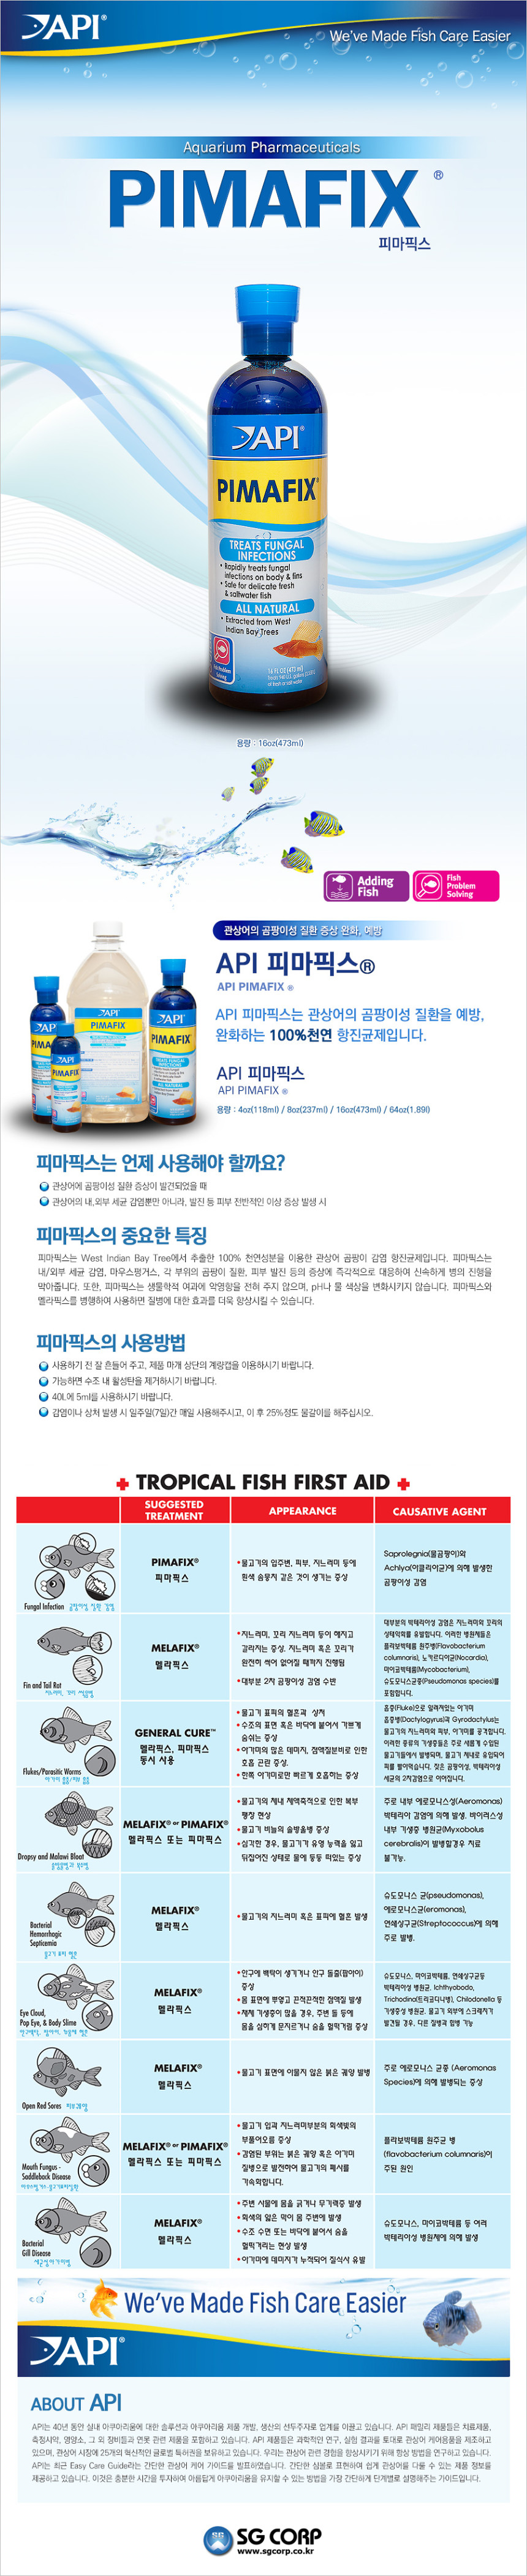 API®
We've Made Fish Care Easier
Aquarium Pharmaceuticals
PIMAFIX ®
피마픽스
API®
PIMAFIX®
TREATS FUNGAL
INFECTIONS
• Rapidly treats fungal
infections on body & fins
• Safe for delicate fresh
& saltwater fish
ALL NATURAL
• Extracted from West
Indian Bay Trees
16 FL OZ (473 ml)
용량 : 16oz(473ml)
Adding
Fish
Fish
Problem
Solving
관상어의 곰팡이성 질환 증상 완화, 예방
API 피마픽스®
API PIMAFIX ®
API 피마픽스는 관상어의 곰팡이성 질환을 예방,
완화하는 100%천연 항진균제입니다.
API 피마픽스
API PIMAFIX ®
용량 : 4oz(118ml) / 8oz(237ml) / 16oz(473ml) / 64oz(1.89l)
피마픽스는 언제 사용해야 할까요?
관상어에 곰팡이성 질환 증상이 발견되었을 때
관상어의 내,외부 세균 감염뿐만 아니라, 발진 등 피부 전반적인 이상 증상 발생 시
피마픽스의 중요한 특징
피마픽스는 West Indian Bay Tree에서 추출한 100% 천연성분을 이용한 관상어 곰팡이 감염 항진균제입니다. 피마픽스는
내/외부 세균 감염, 마우스펑거스, 각 부위의 곰팡이 질환, 피부 발진 등의 증상에 즉각적으로 대응하여 신속하게 병의 진행을
막아줍니다. 또한, 피마픽스는 생물학적 여과에 악영향을 전혀 주지 않으며, pH나 물 색상을 변화시키지 않습니다. 피마픽스와
멜라픽스를 병행하여 사용하면 질병에 대한 효과를 더욱 향상시킬 수 있습니다.
피마픽스의 사용방법
사용하기 전 잘 흔들어 주고, 제품 마개 상단의 계량캡을 이용하시기 바랍니다.
가능하면 수조 내 활성탄을 제거하시기 바랍니다.
40L에 5ml를 사용하시기 바랍니다.
감염이나 상처 발생 시 일주일(7일)간 매일 사용해주시고, 이 후 25%정도 물갈이를 해주십시오.
TROPICAL FISH FIRST AID
SUGGESTED
TREATMENT
APPEARANCE
CAUSATIVE AGENT
Fungal Infection 곰팡이성 질환 감염
PIMAFIX®
피마픽스
• 물고기의 입주변, 피부, 지느러미 등에
흰색 솜뭉치 같은 것이 생기는 증상
Saprolegnia(물곰팡이)와
Achlya(아클리아균)에 의해 발생한
곰팡이성 감염
Fin and Tail Rot
MELAFIX®
멜라픽스
• 지느러미, 꼬리 지느러미 등이 해지고
갈라지는 증상. 지느러미 혹은 꼬리가
완전히 썩어 없어질 때까지 진행됨
• 대부분 2차 곰팡이성 감염 수반
대부분의 박테리아성 감염은 지느러미와 꼬리의
상태악화를 유발합니다. 이러한 병원체들은
플라보박테륨 원주병(Flavobacterium
columnaris), 노카르디아균(Nocardia),
마이코박테륨(Mycobacterium),
슈도모나스균종(Pseudomonas species)를
포함합니다.
Flukes/Parasitic Worms
GENERAL CURE™
멜라픽스, 피마픽스
동시 사용
• 물고기 표피의 혈흔과 상처
• 수조의 표면 혹은 바닥에 붙어서 가쁘게
숨쉬는 증상
• 아가미의 많은 데미지, 점액질분비로 인한
호흡 곤란 증상.
• 한쪽 아가미로만 빠르게 호흡하는 증상
흡충(Fluke)으로 알려져있는 아가미
흡충병(Dactylogyrus)과 Gyrodactylus는
물고기의 지느러미와 피부, 아가미를 공격합니다.
이러한 종류의 기생충들은 주로 새롭게 수입된
물고기들에서 발병되며, 물고기 체내로 유입되어
피를 빨아먹습니다. 잦은 곰팡이성, 박테리아성
세균의 2차감염으로 이어집니다.
Dropsy and Malawi Bloat
MELAFIX® or PIMAFIX®
멜라픽스 또는 피마픽스
• 물고기의 체내 체액축적으로 인한 복부
팽창 현상
• 물고기 비늘의 솔방울병 증상
• 심각한 경우, 물고기가 유영 능력을 잃고
뒤집어진 상태로 물에 둥둥 떠있는 증상
주로 내부 에로모나스성(Aeromonas)
박테리아 감염에 의해 발생. 바이러스성
내부 기생충 병원균(Myxobolus
cerebralis)이 발병할경우 치료
불가능.
Bacterial
Hemorrhagic
Septicemia
MELAFIX®
멜라픽스
• 물고기의 지느러미 혹은 표피에 혈흔 발생
슈도모나스 균(pseudomonas),
에로모나스균(eromonas),
연쇄상구균(Streptococcus)에 의해
주로 발병.
Eye Cloud,
Pop Eye, & Body Slime
MELAFIX®
멜라픽스
• 안구에 백탁이 생기거나 안구 돌출(팝아이)
증상
• 몸 표면에 뿌옇고 끈적끈적한 점액질 발생
• 체체 기생충이 많을 경우, 주변 돌 등에
몸을 심하게 문지르거나 숨을 헐떡거림 증상
슈도모나스, 마이코박테륨, 연쇄상구균등
박테리아성 병원균. Ichthyobodo,
Trichodina(트리코디나병), Chilodonella 등
기생충성 병원균. 물고기 외부에 스크래치가
발견될 경우, 다른 질병과 합병 가능
Open Red Sores 피부궤양
MELAFIX®
멜라픽스
• 물고기 표면에 아물지 않은 붉은 궤양 발병
주로 에로모나스 균종 (Aeromonas
Species)에 의해 발병되는 증상
Mouth Fungus -
Saddleback Disease
MELAFIX® or PIMAFIX®
멜라픽스 또는 피마픽스
• 물고기 입과 지느러미부분의 회색빛의
부풀어오름 증상
• 감염된 부위는 붉은 궤양 혹은 아가미
질병으로 발전하여 물고기의 폐사를
가속화합니다.
플라보박테륨 원주균 병
(flavobacterium columnaris)이
주된 원인
Bacterial
Gill Disease
세균성아가미병
MELAFIX®
멜라픽스
• 주변 사물에 몸을 긁거나 무기력증 발생
• 회색의 얇은 막이 몸 주변에 발생
• 수조 수면 또는 바닥에 붙어서 숨을
헐떡거리는 현상 발생
• 아가미에 데미지가 누적되어 질식사 유발
슈도모나스, 마이코박테륨 등 여러
박테리아성 병원체에 의해 발생
We've Made Fish Care Easier
API®
ABOUT API
API는 40년 동안 실내 아쿠아리움에 대한 솔루션과 아쿠아리움 제품 개발, 생산의 선두주자로 업계를 이끌고 있습니다. API 패밀리 제품들은 치료제품,
측정시약, 영양소, 그 외 장비들과 연못 관련 제품을 포함하고 있습니다. API 제품들은 과학적인 연구, 실험 결과를 토대로 관상어 케어용품을 제조하고
있으며, 관상어 시장에 25개의 혁신적인 글로벌 특허권을 보유하고 있습니다. 우리는 관상어 관련 경험을 향상시키기 위해 항상 방법을 연구하고 있습니다.
API는 최근 Easy Care Guide라는 간단한 관상어 케어 가이드를 발표하였습니다. 간단한 심볼로 표현하여 쉽게 관상어를 다룰 수 있는 제품 정보를
제공하고 있습니다. 이것은 충분한 시간을 투자하여 아름답게 아쿠아리움을 유지할 수 있는 방법을 가장 간단하게 단계별로 설명해주는 가이드입니다.
SG SG CORP
www.sgcorp.co.kr